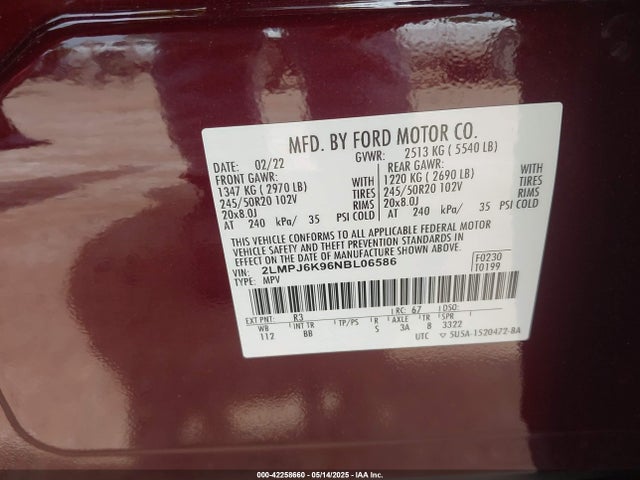 MFD. BY FORD MOTOR CO.
DATE: 02/22 GVWR: 2513 KG ( 5540 LB)
FRONT GAWR: WITH REAR GAWR: WITH
1347 KG ( 2970 LB) TIRES 1220 KG ( 2690 LB) TIRES
245/50R20 102V RIMS 245/50R20 102V RIMS
20x8.0J 20x8.0J
AT 240 kPa/ 35 PSI COLD AT 240 kPa/ 35 PSI COLD
THIS VEHICLE CONFORMS TO ALL APPLICABLE FEDERAL MOTOR
VEHICLE SAFETY AND THEFT PREVENTION STANDARDS IN
EFFECT ON THE DATE OF MANUFACTURE SHOWN ABOVE.
VIN: 2LMPJ6K96NBL06586 F0230
TYPE: MPV T0199
EXT PNT: R3 RC: 67 DSO:
WB INT TR TP/PS R AXLE TR S
112 BB S 3A 8 3322
UTC ▽ 5U5A-1520472-BA
000-42258660 - 05/14/2025 - IAA Inc.